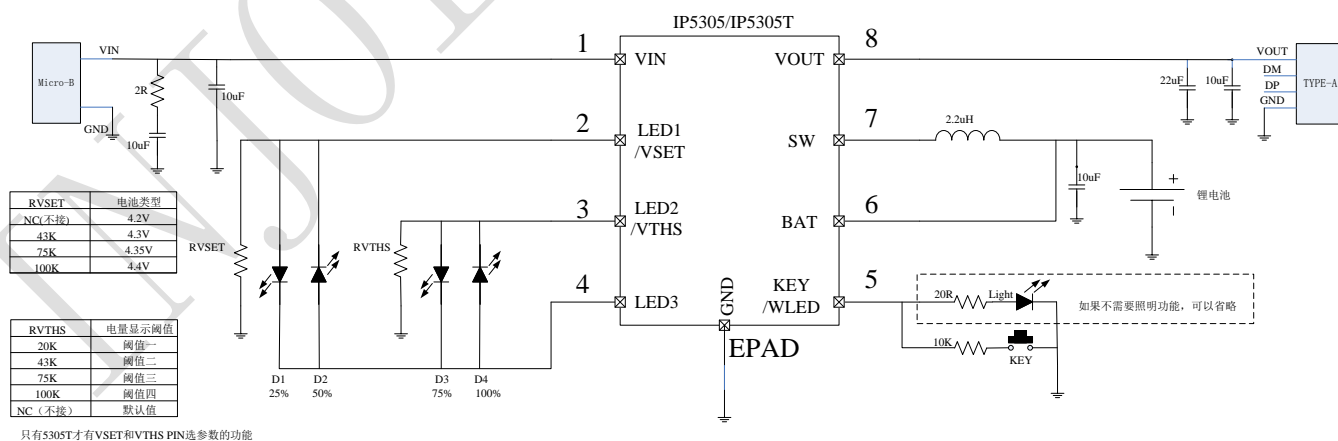 IP5305/IP5305T
Micro-B
VIN
GND
2R
10uF
10uF
1
VIN
2
LED1
/VSET
3
LED2
/VTHS
4
LED3
8
VOUT
7
SW
6
BAT
5
KEY
/WLED
GND
EPAD
22uF
10uF
VOUT
DM
DP
GND
TYPE-A
2.2uH
10uF
+
锂电池
RVSET 电池类型
NC(不接) 4.2V
43K 4.3V
75K 4.35V
100K 4.4V
RVSET
RVTHS
20R
Light
如果不需要照明功能,可以省略
10K
KEY
RVTHS 电量显示阈值
20K 阈值一
43K 阈值二
75K 阈值三
100K 阈值四
NC(不接) 默认值
D1
25%
D2
50%
D3
75%
D4
100%
只有5305T才有VSET和VTHS PIN选参数的功能